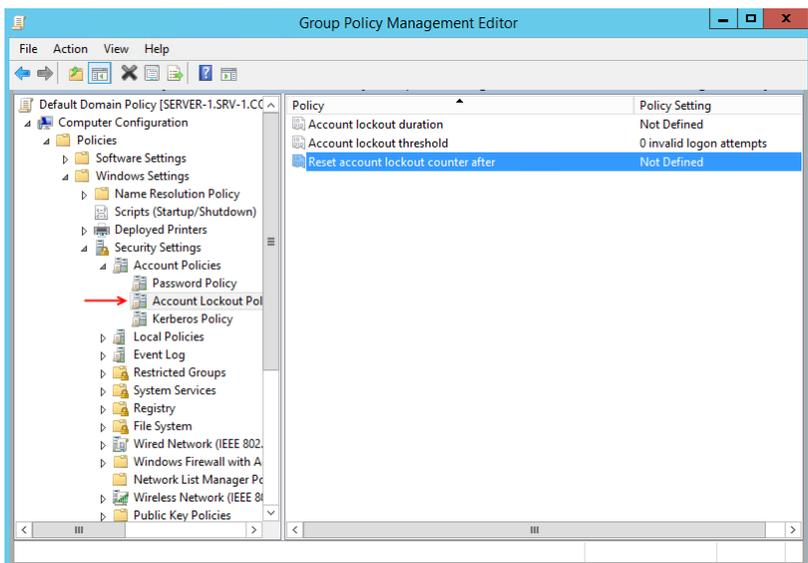 Group Policy Management Editor
File Action View Help
Default Domain Policy [SERVER-1.SRV-1.CC
Computer Configuration
Policies
Software Settings
Windows Settings
Name Resolution Policy
Scripts (Startup/Shutdown)
Deployed Printers
Security Settings
Account Policies
Password Policy
Account Lockout Pol
Kerberos Policy
Local Policies
Event Log
Restricted Groups
System Services
Registry
File System
Wired Network (IEEE 802.
Windows Firewall with A
Network List Manager Po
Wireless Network (IEEE 80
Public Key Policies
Policy Policy Setting
Account lockout duration Not Defined
Account lockout threshold 0 invalid logon attempts
Reset account lockout counter after Not Defined